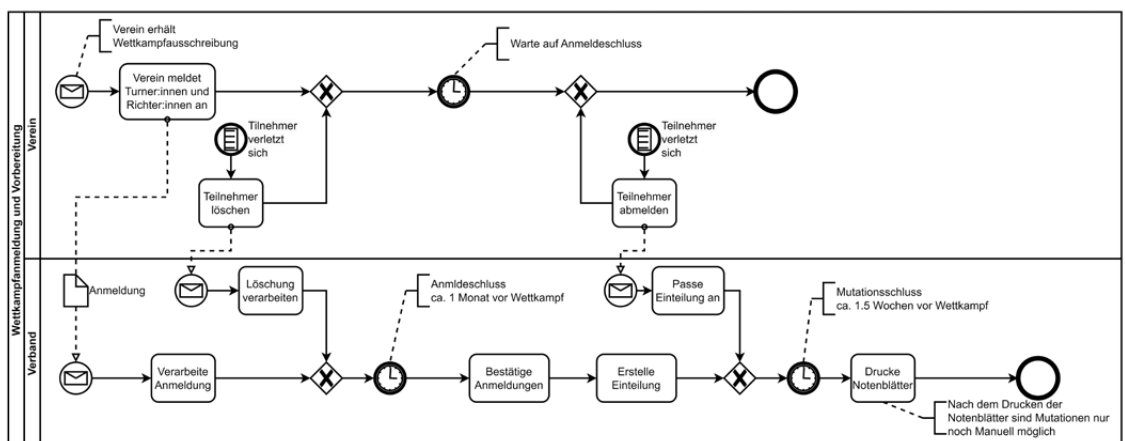 Wettkampfanmeldung und Vorbereitung
Verein
Verein erhält
Wettkampfausschreibung
Verein meldet
Turner:innen und
Richter:innen an
Tilnehmer
verletzt
sich
Teilnehmer
löschen
Warte auf Anmeldeschluss
Teilnehmer
verletzt
sich
Teilnehmer
abmelden
Verband
Anmeldung
Löschung
verarbeiten
Verarbeite
Anmeldung
Anmldeschluss
ca. 1 Monat vor Wettkampf
Bestätige
Anmeldungen
Erstelle
Einteilung
Passe
Einteilung an
Mutationsschluss
ca. 1.5 Wochen vor Wettkampf
Drucke
Notenblätter
Nach dem Drucken der
Notenblätter sind Mutationen nur
noch Manuell möglich